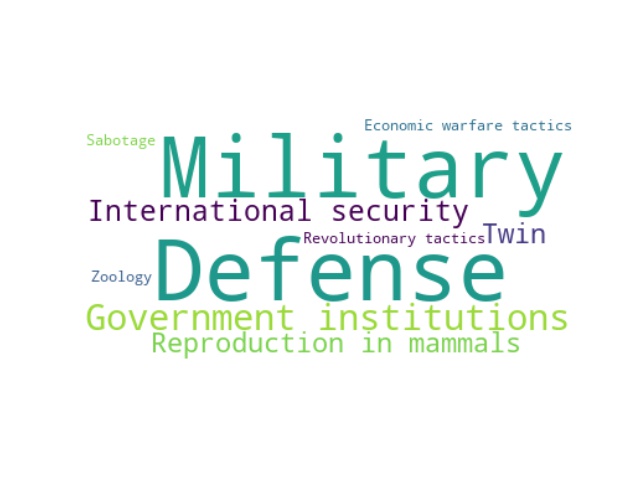 Economic warfare tactics
Sabotage
Military
International security
Twin
Revolutionary tactics
Defense
Zoology
Government institutions
Reproduction in mammals